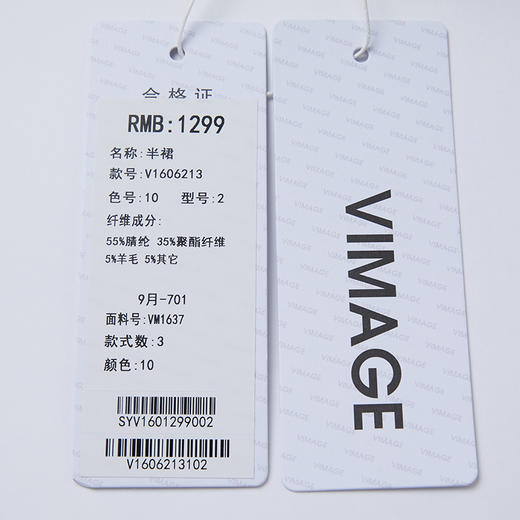 合格证
RMB:1299
名称:半裙
款号:V1606213
色号:10 型号:2
纤维成分:
55%腈纶 35%聚酯纤维
5%羊毛 5%其它
9月-701
面料号:VM1637
款式数:3
颜色:10
SYV1601299002
V1606213102
VIMAGE